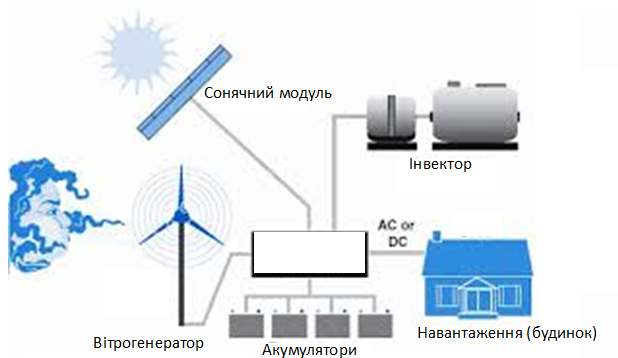 Сонячний модуль
Інвектор
AC or
DC
Вітрогенератор
Акумулятори
Навантаження (будинок)